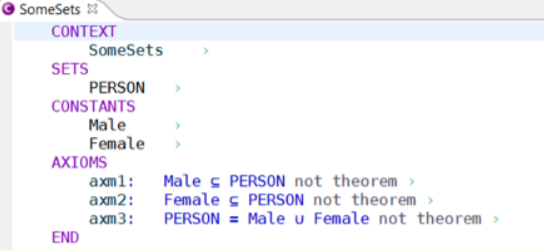 SomeSets
CONTEXT
SomeSets ›
SETS
PERSON ›
CONSTANTS
Male ›
Female ›
AXIOMS
axm1: Male ⊆ PERSON not theorem ›
axm2: Female ⊆ PERSON not theorem ›
axm3: PERSON = Male ∪ Female not theorem ›
END